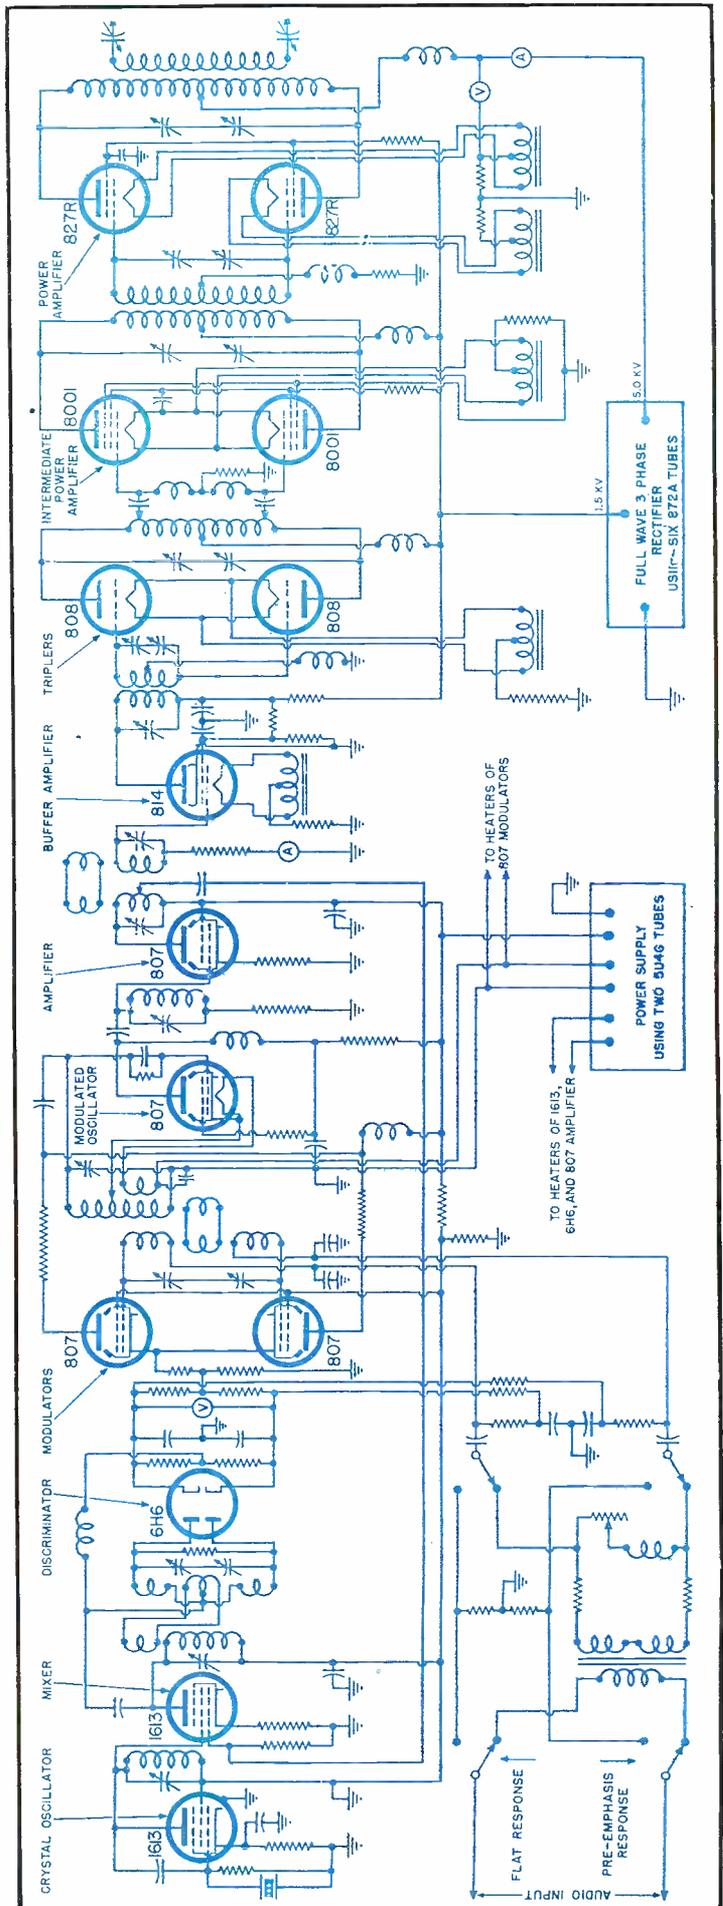 CRYSTAL OSCILLATOR
1613
MIXER
1613
DISCRIMINATOR
6H6
MODULATORS
807
807
MODULATED
OSCILLATOR
807
AMPLIFIER
807
BUFFER AMPLIFIER
814
TRIPLERS
808
808
INTERMEDIATE
POWER
AMPLIFIER
8001
8001
POWER
AMPLIFIER
827R
827R
V
A
V
A
AUDIO INPUT
FLAT RESPONSE
PRE-EMPHASIS
RESPONSE
TO HEATERS OF 1613,
6H6, AND 807 AMPLIFIER
TO HEATERS OF
807 MODULATORS
POWER SUPPLY
USING TWO 5U4G TUBES
1.5 KV
5.0 KV
FULL WAVE 3 PHASE
RECTIFIER
SIX 872A TUBES